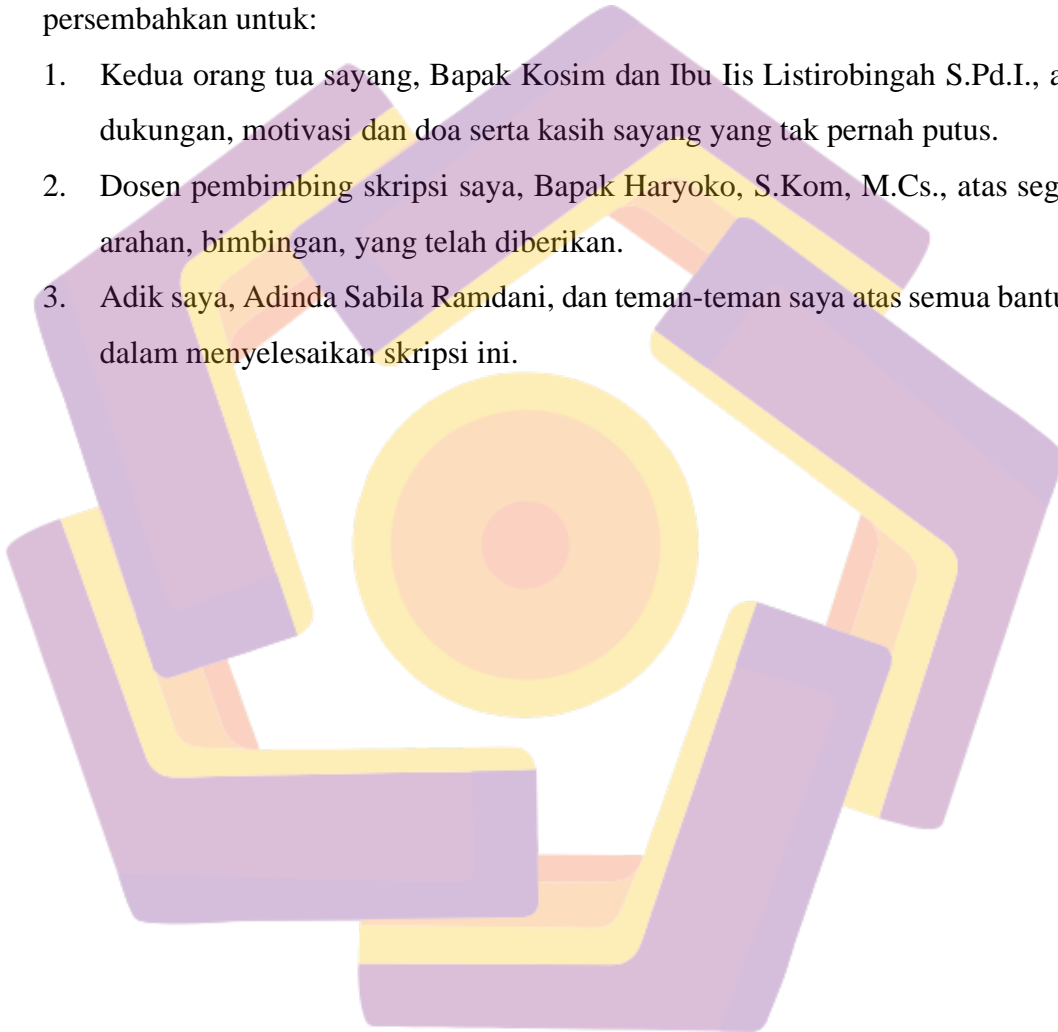 persembahkan untuk:
1. Kedua orang tua sayang, Bapak Kosim dan Ibu Iis Listirobingah S.Pd.I., a
dukungan, motivasi dan doa serta kasih sayang yang tak pernah putus.
2. Dosen pembimbing skripsi saya, Bapak Haryoko, S.Kom, M.Cs., atas seg
arahan, bimbingan, yang telah diberikan.
3. Adik saya, Adinda Sabila Ramdani, dan teman-teman saya atas semua bantu
dalam menyelesaikan skripsi ini.